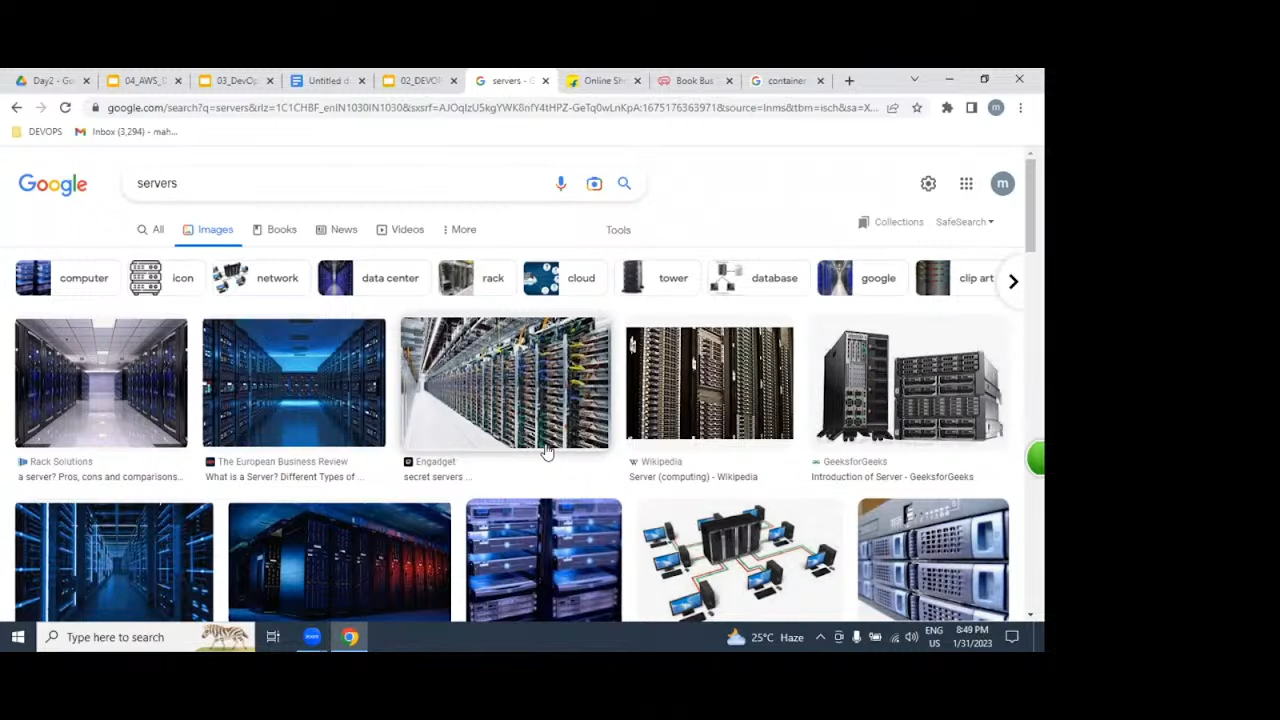 Day2 - Go
04_AWS_D
03_DevOp
Untitled d
02_DEVOP
servers - G
Online Sh
Book Bus T
container
google.com/search?q=servers&rlz=1C1CHBF_enIN1030IN1030&sxsrf=AJOqlzU5kgYWK8nfY4tHPZ-GeTq0wLnKpA:1675176363971&source=lnms&tbm=isch&sa=X...
m
DEVOPS
Inbox (3,294) - mah...
Google
servers
m
All
Images
Books
News
Videos
More
Tools
Collections
SafeSearch
computer
icon
network
data center
rack
cloud
tower
database
google
clip art
Rack Solutions
a server? Pros, cons and comparisons...
The European Business Review
What is a Server? Different Types of ...
Engadget
secret servers ...
Wikipedia
Server (computing) - Wikipedia
GeeksforGeeks
Introduction of Server - GeeksforGeeks
Type here to search
zoom
25°C Haze
ENG
US
8:49 PM
1/31/2023